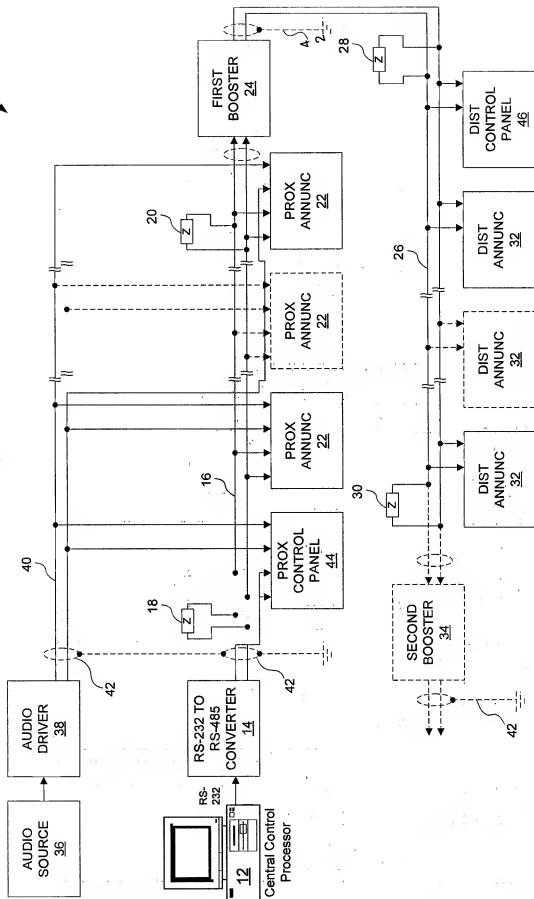 AUDIO
SOURCE
36
AUDIO
DRIVER
38
42
40
RS-232
12
Central Control
Processor
RS-232 TO
RS-485
CONVERTER
14
42
18
Z
16
20
Z
PROX
CONTROL
PANEL
44
PROX
ANNUNC
22
PROX
ANNUNC
22
PROX
ANNUNC
22
FIRST
BOOSTER
24
42
SECOND
BOOSTER
34
42
30
Z
26
28
Z
DIST
ANNUNC
32
DIST
ANNUNC
32
DIST
ANNUNC
32
DIST
CONTROL
PANEL
46